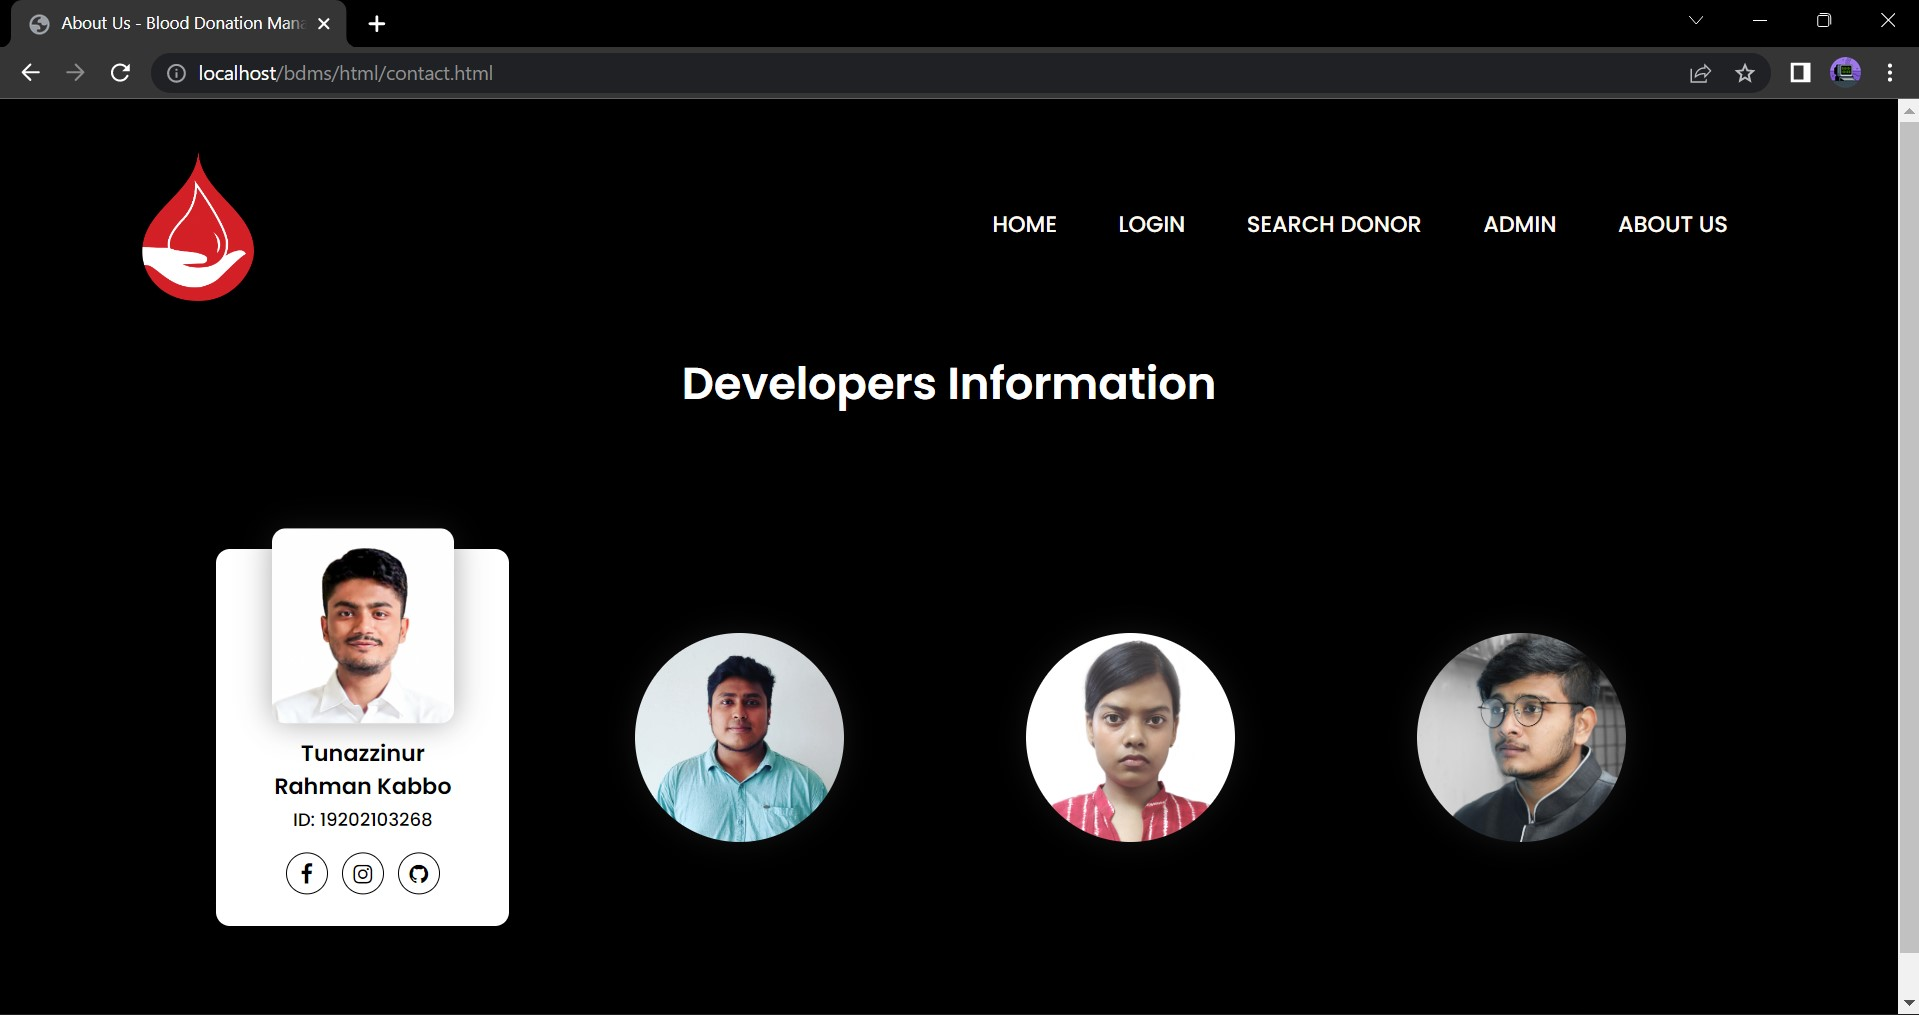 About Us - Blood Donation Mana
localhost/bdms/html/contact.html
HOME LOGIN SEARCH DONOR ADMIN ABOUT US
Developers Information
Tunazzinur
Rahman Kabbo
ID: 19202103268